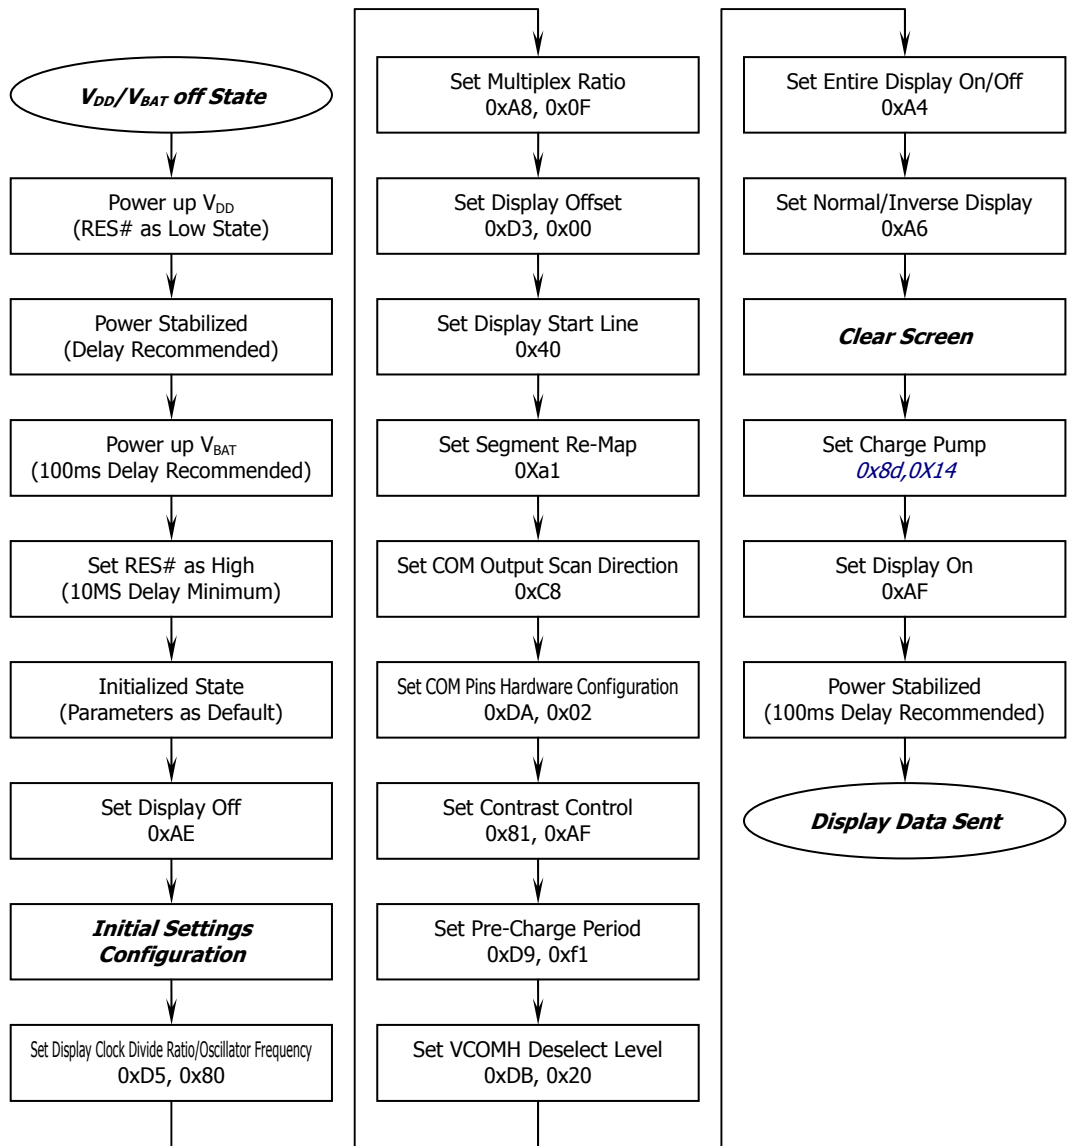 V_DD/V_BAT off State
Power up V_DD
(RES# as Low State)
Power Stabilized
(Delay Recommended)
Power up V_BAT
(100ms Delay Recommended)
Set RES# as High
(10MS Delay Minimum)
Initialized State
(Parameters as Default)
Set Display Off
0xAE
Initial Settings
Configuration
Set Display Clock Divide Ratio/Oscillator Frequency
0xD5, 0x80
Set Multiplex Ratio
0xA8, 0x0F
Set Display Offset
0xD3, 0x00
Set Display Start Line
0x40
Set Segment Re-Map
0Xa1
Set COM Output Scan Direction
0xC8
Set COM Pins Hardware Configuration
0xDA, 0x02
Set Contrast Control
0x81, 0xAF
Set Pre-Charge Period
0xD9, 0xf1
Set VCOMH Deselect Level
0xDB, 0x20
Set Entire Display On/Off
0xA4
Set Normal/Inverse Display
0xA6
Clear Screen
Set Charge Pump
0x8d,0X14
Set Display On
0xAF
Power Stabilized
(100ms Delay Recommended)
Display Data Sent